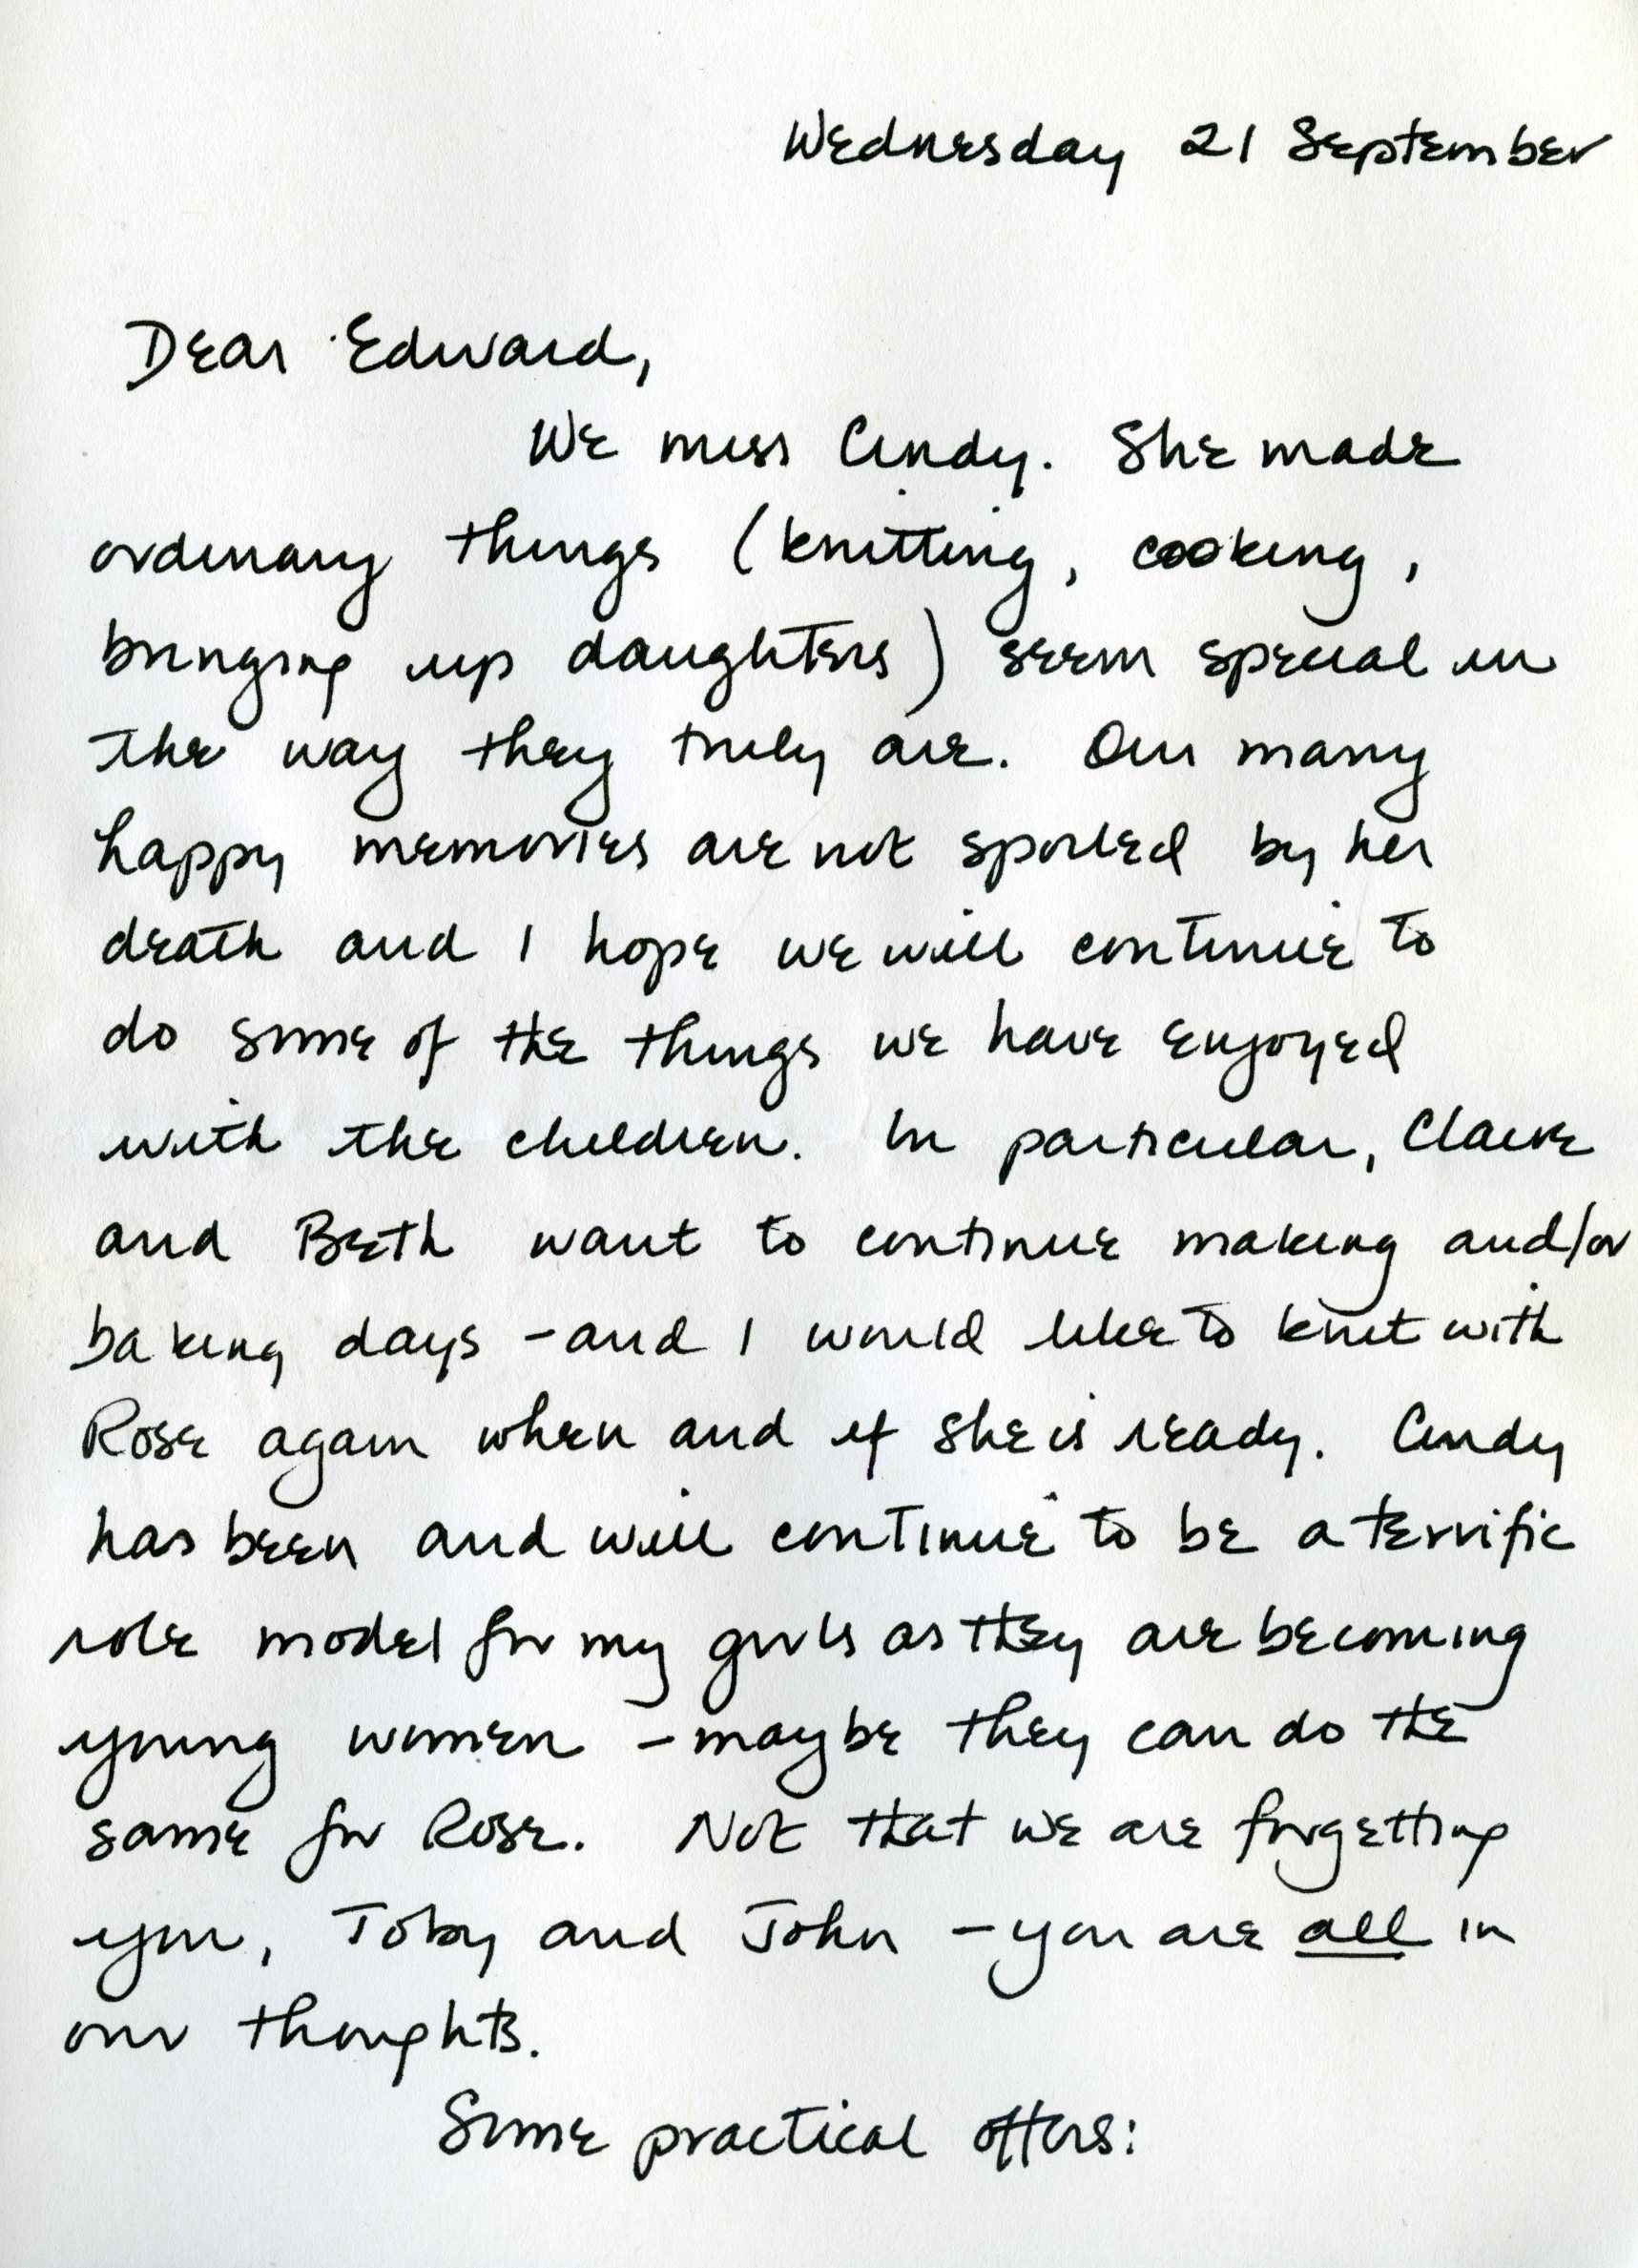 Wednesday 21 September
Dear Edward,
We miss Cindy. She made
ordinary things (knitting, cooking,
bringing up daughters) seem special in
the way they truly are. Our many
happy memories are not spoiled by her
death and I hope we will continue to
do some of the things we have enjoyed
with the children. In particular, Claire
and Beth want to continue making and/or
baking days - and I would like to knit with
Rose again when and if she is ready. Cindy
has been and will continue to be a terrific
role model for my girls as they are becoming
young women - maybe they can do the
same for Rose. Not that we are forgetting
you, Toby and John - you are all in
our thoughts.
Some practical offers: